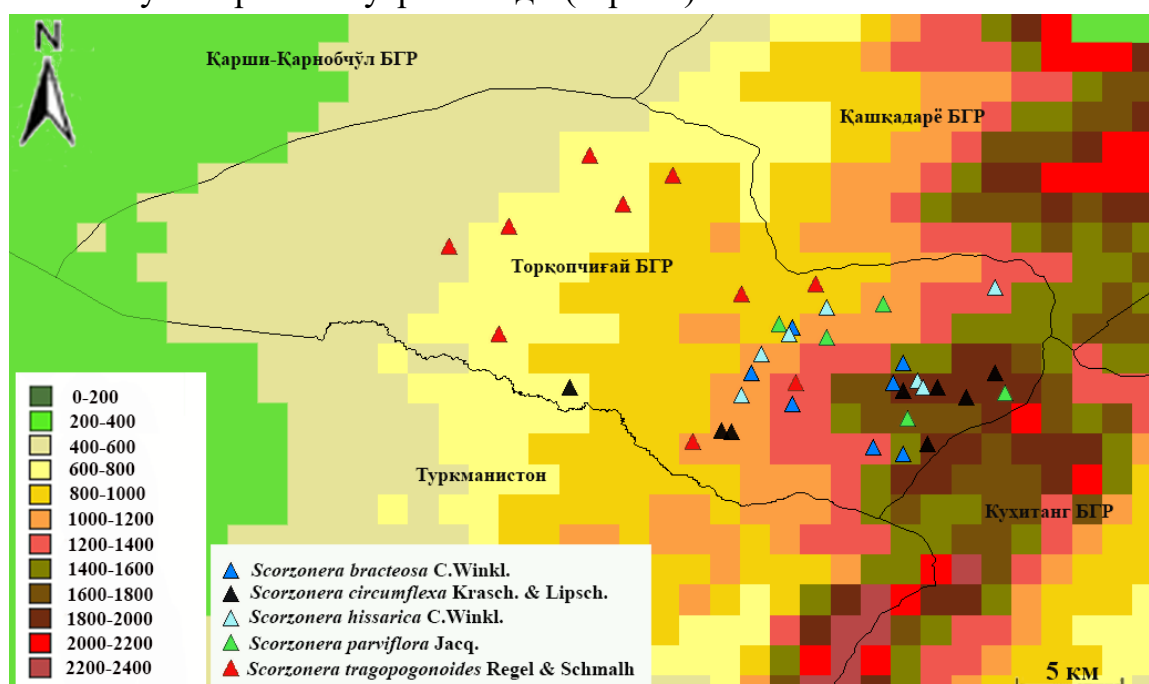 N
Қарши-Қарнобчўл БГР
Қашқадарё БГР
Торқопчиғай БГР
Туркманистон
Куҳитанг БГР
0-200
200-400
400-600
600-800
800-1000
1000-1200
1200-1400
1400-1600
1600-1800
1800-2000
2000-2200
2200-2400
Scorzonera bracteosa C.Winkl.
Scorzonera circumflexa Krasch. & Lipsch.
Scorzonera hissarica C.Winkl.
Scorzonera parviflora Jacq.
Scorzonera tragopogonoides Regel & Schmalh
5 км